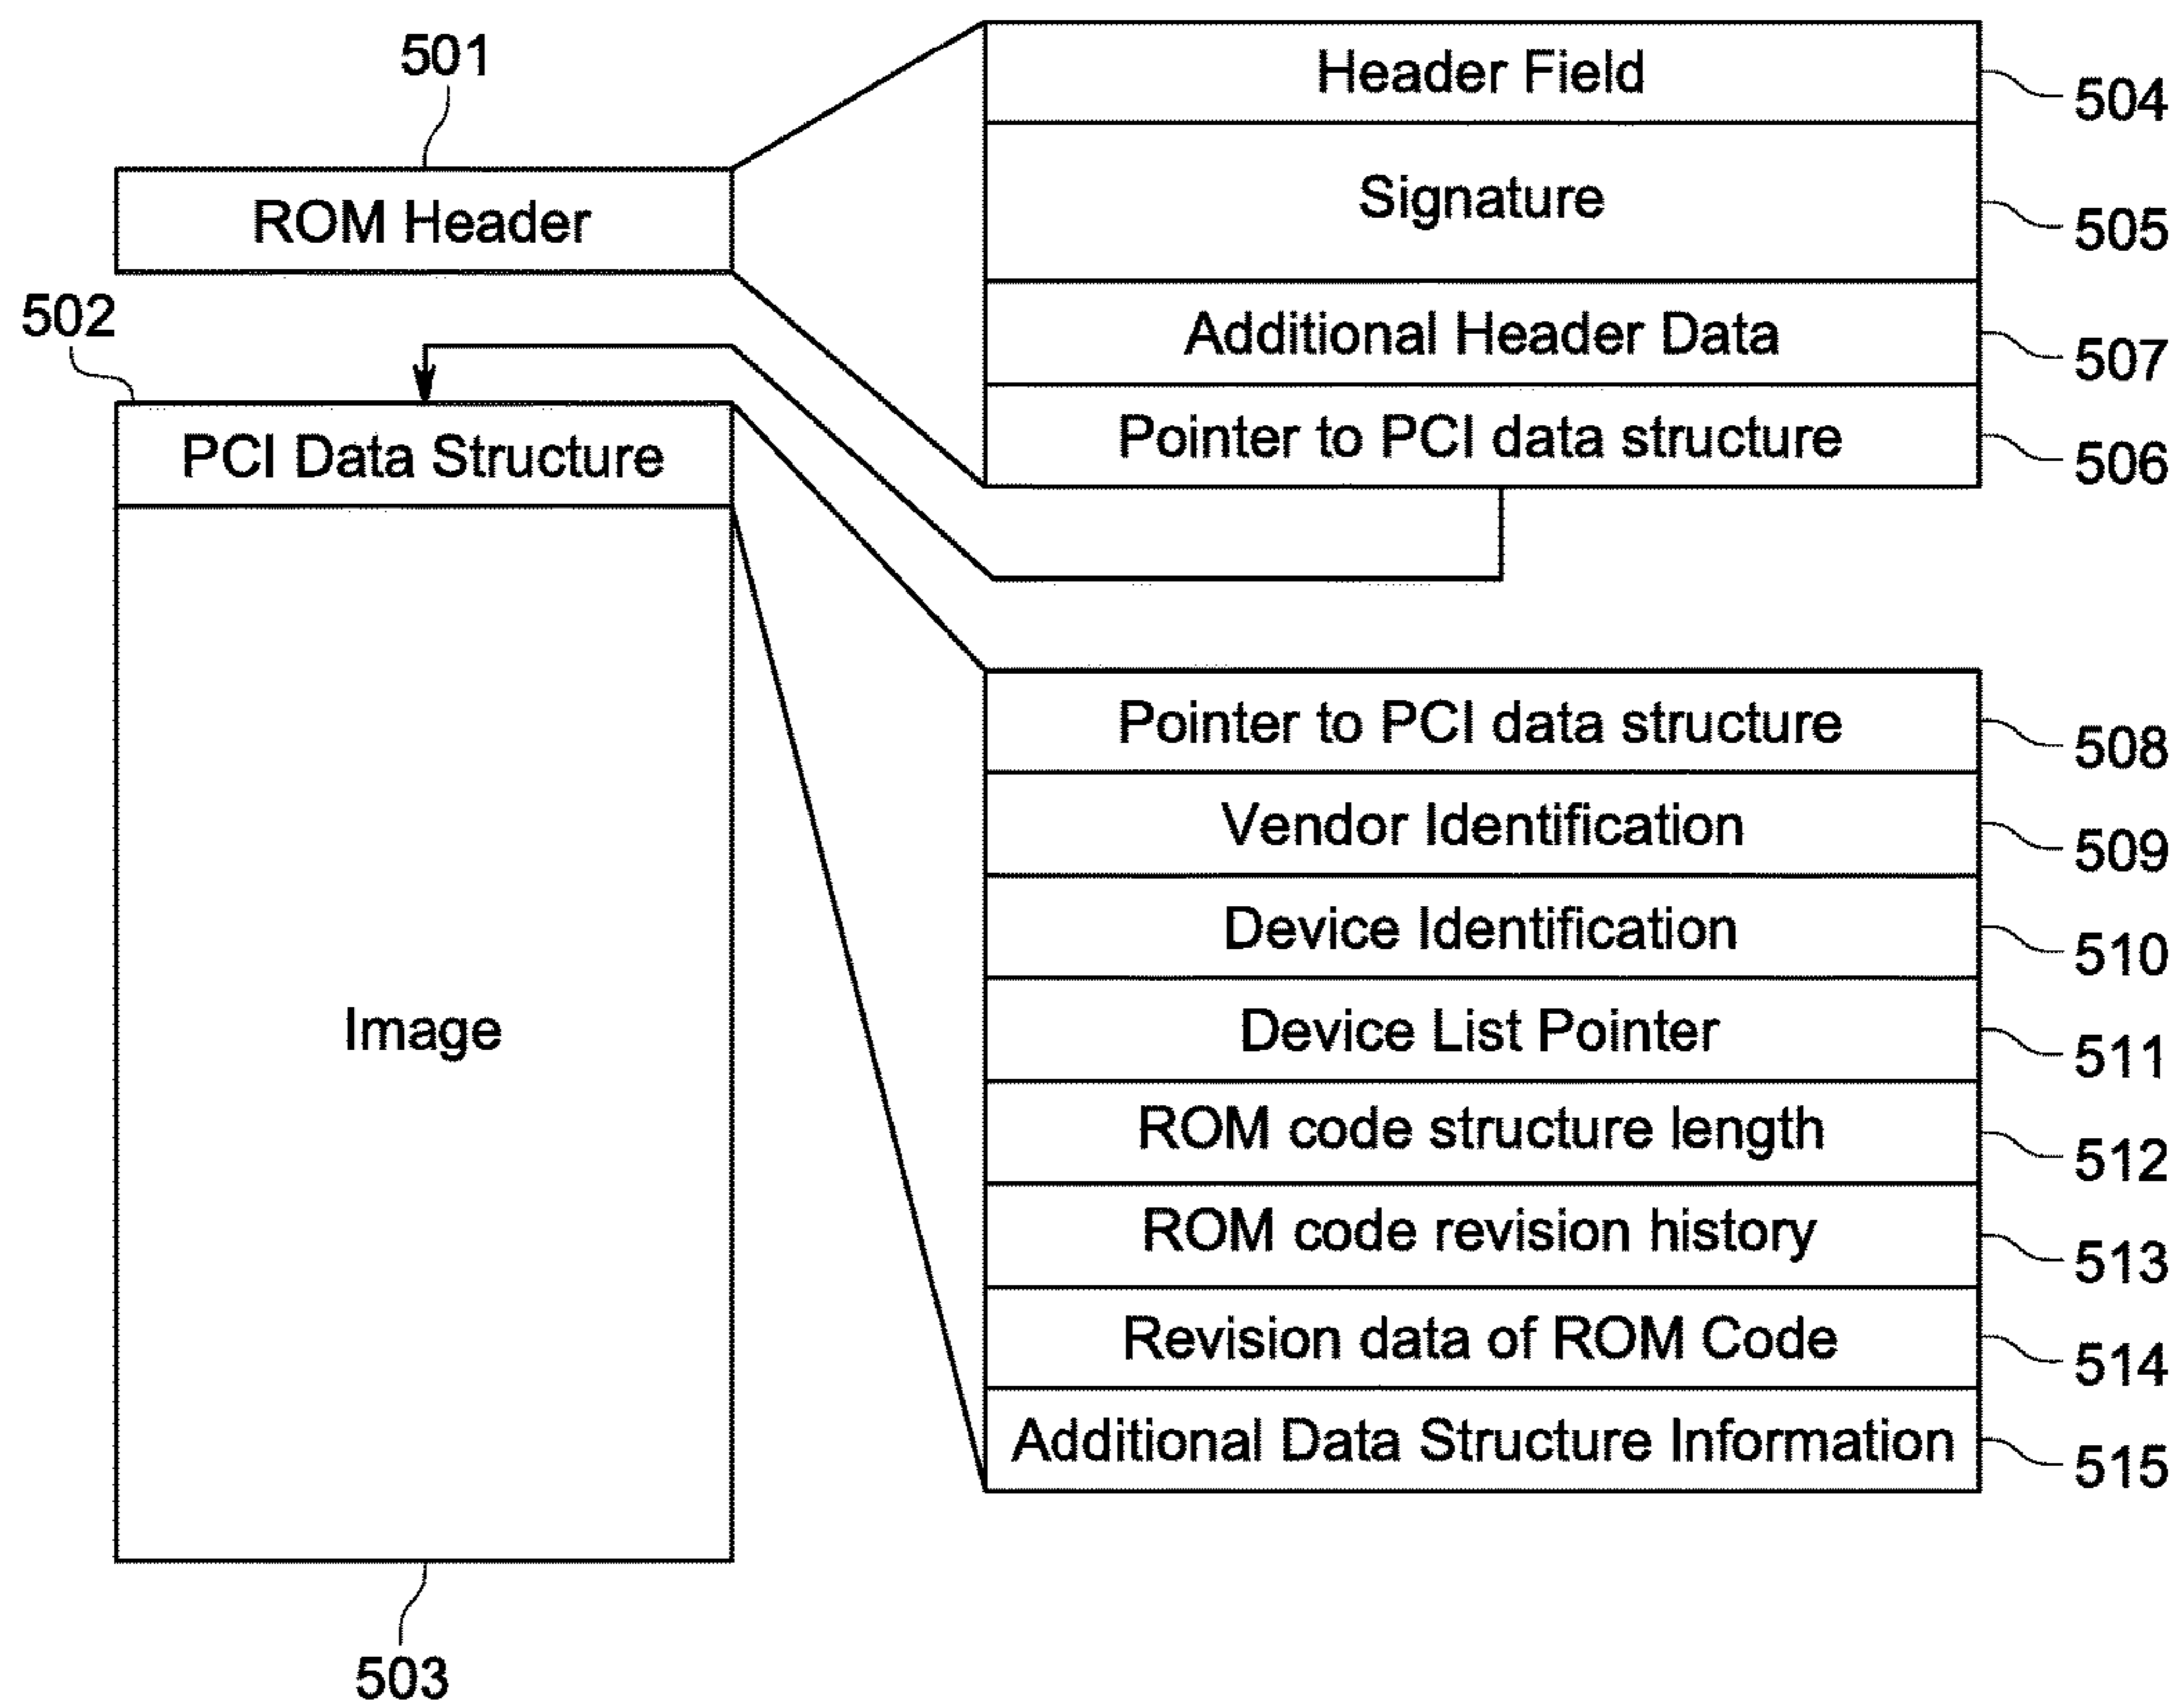 501
ROM Header
502
PCI Data Structure
Image
503
Header Field
504
Signature
505
Additional Header Data
507
Pointer to PCI data structure
506
Pointer to PCI data structure
508
Vendor Identification
509
Device Identification
510
Device List Pointer
511
ROM code structure length
512
ROM code revision history
513
Revision data of ROM Code
514
Additional Data Structure Information
515